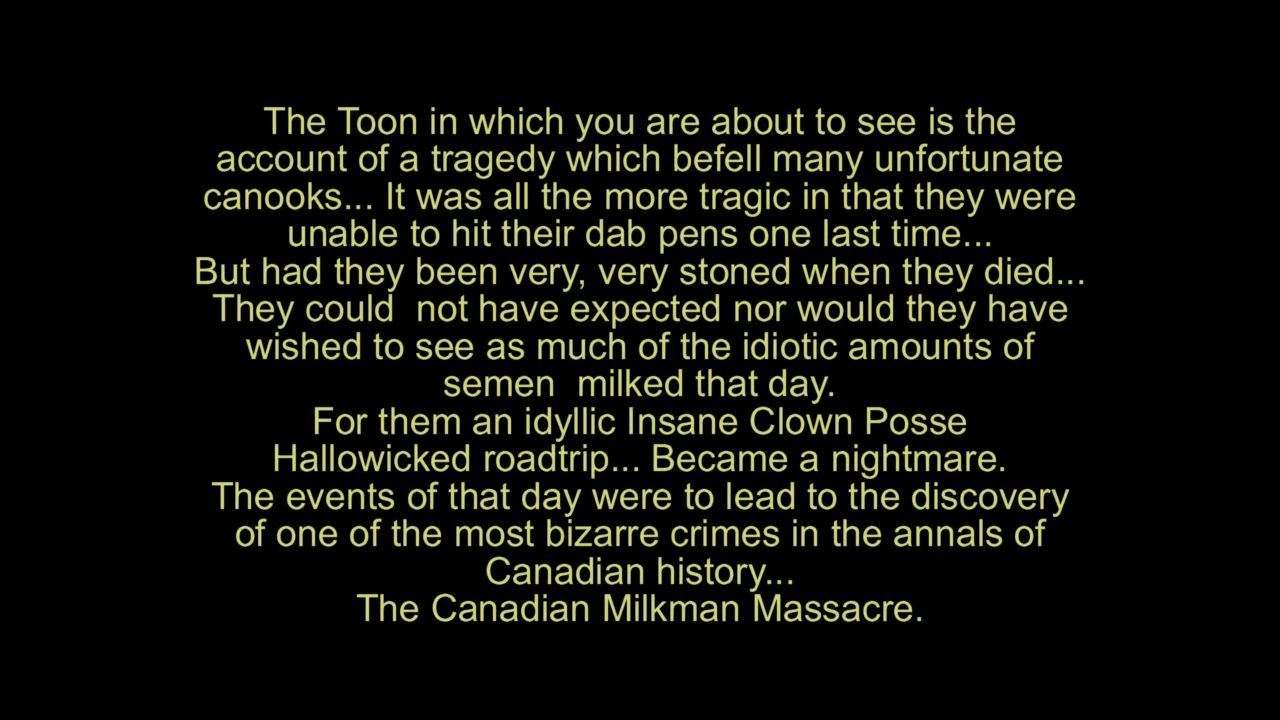 The Toon in which you are about to see is the
account of a tragedy which befell many unfortunate
canooks... It was all the more tragic in that they were
unable to hit their dab pens one last time...
But had they been very, very stoned when they died...
They could  not have expected nor would they have
wished to see as much of the idiotic amounts of
semen  milked that day.
For them an idyllic Insane Clown Posse
Hallowicked roadtrip... Became a nightmare.
The events of that day were to lead to the discovery
of one of the most bizarre crimes in the annals of
Canadian history...
The Canadian Milkman Massacre.